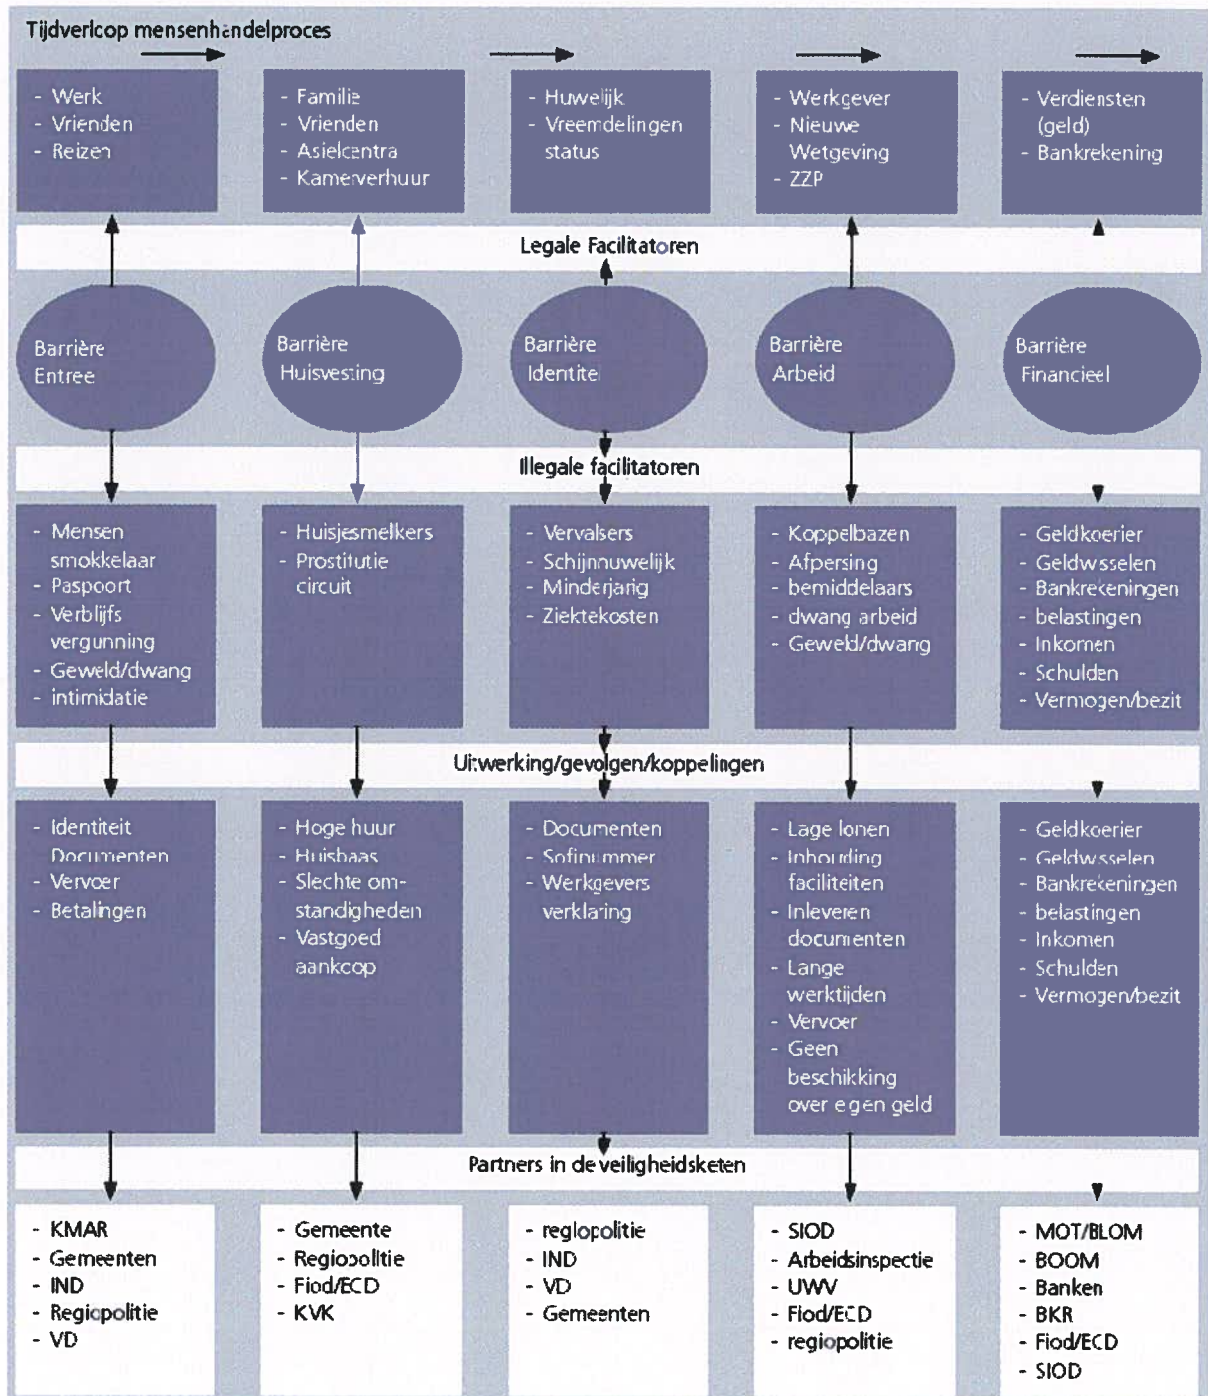 Tijdverloop mensenhandelproces
- Werk
- Vrienden
- Reizen
- Familie
- Vrienden
- Asielcentra
- Kamerverhuur
- Huwelijk
- Vreemdelingen
status
- Werkgever
- Nieuwe
Wetgeving
- ZZP
- Verdiensten
(geld)
- Bankrekening
Legale Facilitatoren
Barrière
Entree
Barrière
Huisvesting
Barrière
Identitei
Barrière
Arbeid
Barrière
Financieel
Illegale facilitatoren
- Mensen
smokkelaar
- Paspoort
- Verblijfs
vergunning
- Geweld/dwang
- intimidatie
- Huisjesmelkers
- Prostitutie
circuit
- Vervalsers
- Schijnhuwelijk
- Minderjarig
- Ziektekosten
- Koppelbazen
- Afpersing
- bemiddelaars
- dwang arbeid
- Geweld/dwang
- Geldkoerier
- Geldwisselen
- Bankrekeningen
- belastingen
- Inkomen
- Schulden
- Vermogen/bezit
Uitwerking/gevolgen/koppelingen
- Identiteit
Documenten
- Vervoer
- Betalingen
- Hoge huur
- Huisbaas
- Slechte om-
standigheden
- Vastgoed
aankoop
- Documenten
- Sofinummer
- Werkgevers
verklaring
- Lage lonen
- Inhouding
faciliteiten
- Inleveren
documenten
- Lange
werktijden
- Vervoer
- Geen
beschikking
over eigen geld
- Geldkoerier
- Geldwisselen
- Bankrekeningen
- belastingen
- Inkomen
- Schulden
- Vermogen/bezit
Partners in de veiligheidsketen
- KMAR
- Gemeenten
- IND
- Regiopolitie
- VD
- Gemeente
- Regiopolitie
- Fiod/ECD
- KVK
- regiopolitie
- IND
- VD
- Gemeenten
- SIOD
- Arbeidsinspectie
- UWV
- Fiod/ECD
- regiopolitie
- MOT/BLOM
- BOOM
- Banken
- BKR
- Fiod/ECD
- SIOD